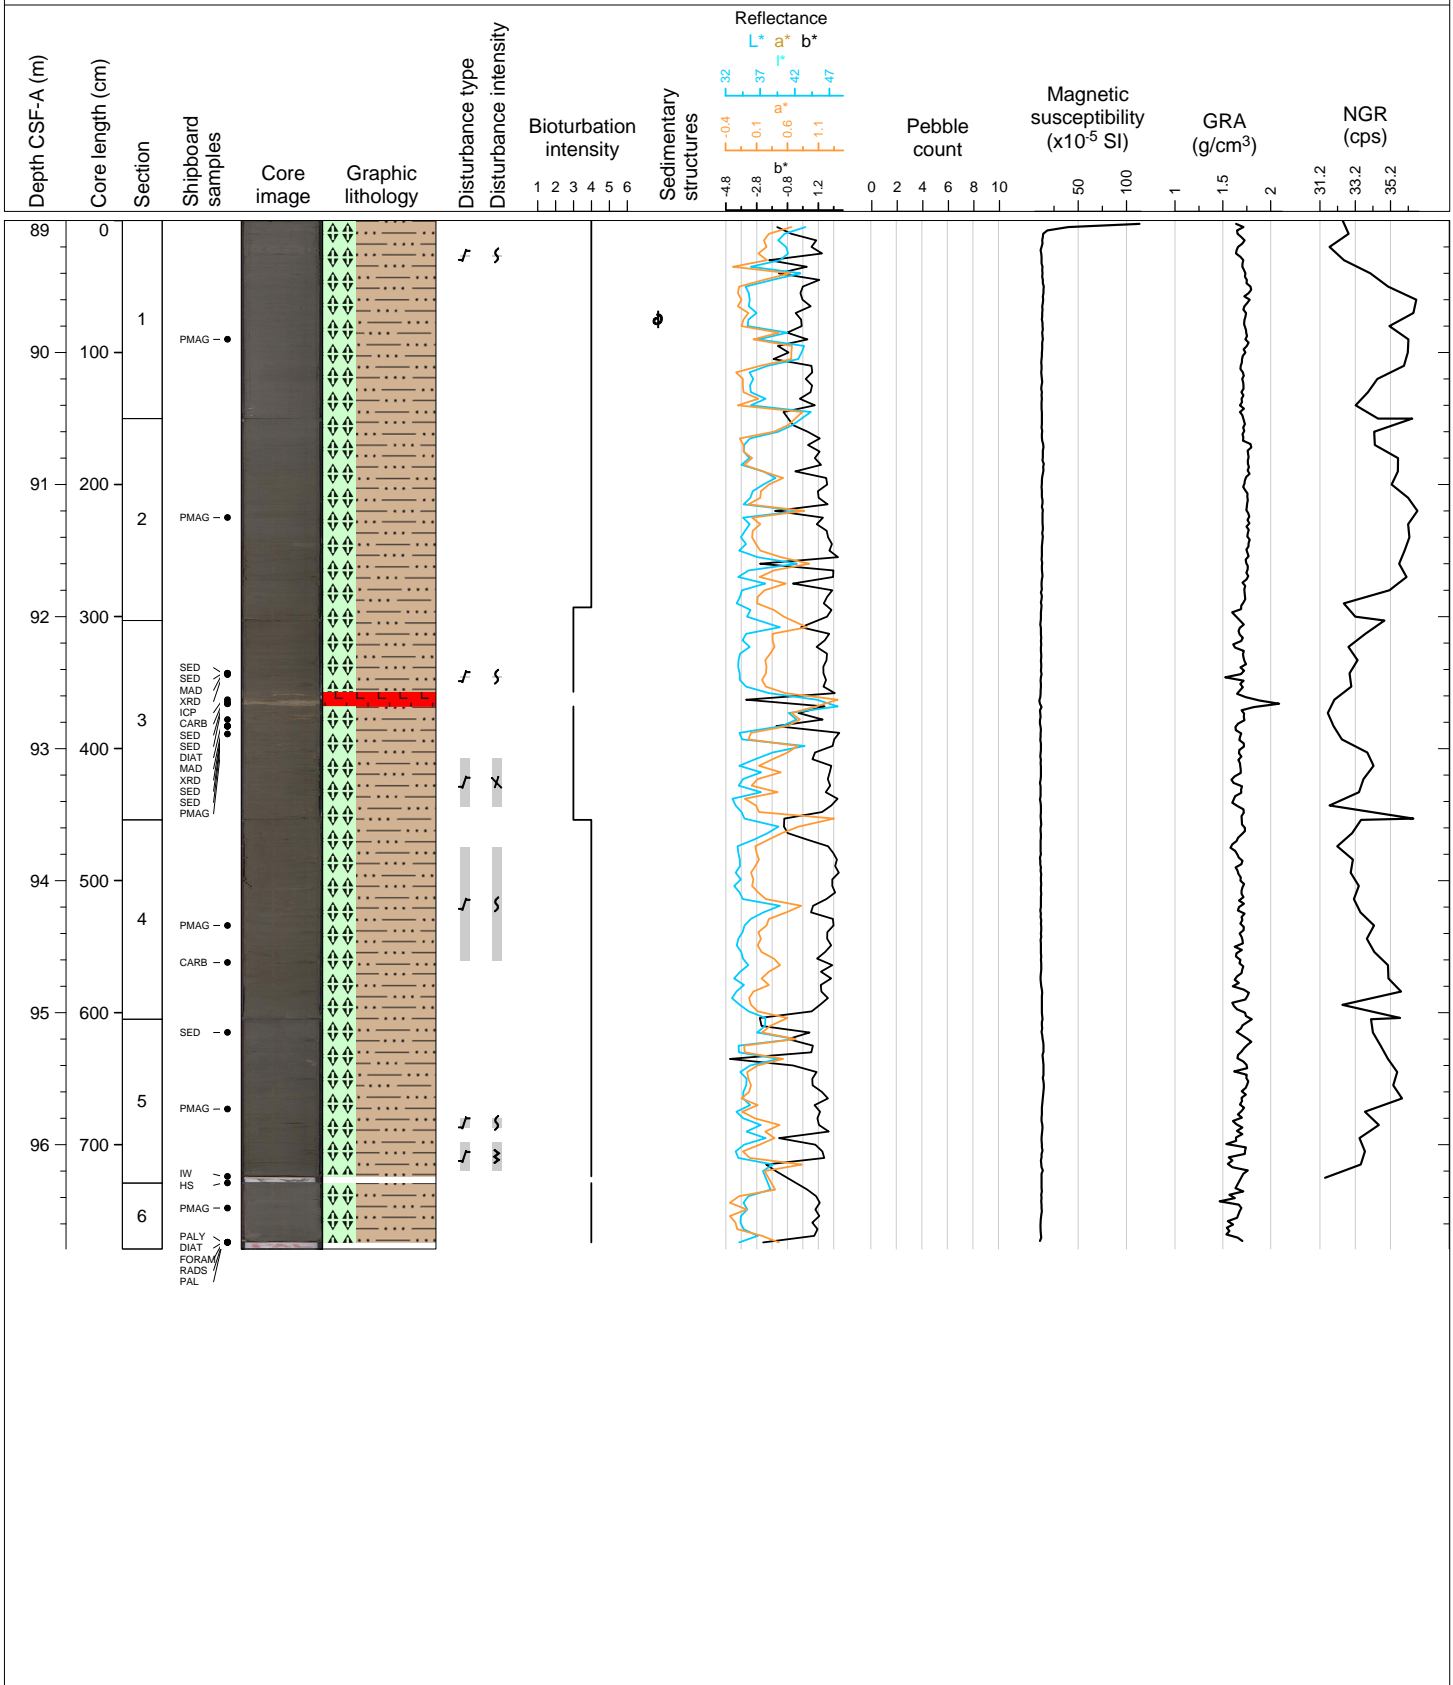 Depth CSF-A (m)
Core length (cm)
Section
Shipboard
samples
Core
image
Graphic
lithology
Disturbance type
Disturbance intensity
Bioturbation
intensity
1 2 3 4 5 6
Sedimentary
structures
Reflectance
L* a* b*
l*
32 37 42 47
a*
-0.4 0.1 0.6 1.1
b*
-4.8 -2.8 -0.8 1.2
Pebble
count
0 2 4 6 8 10
Magnetic
susceptibility
(x10-5 SI)
50 100
GRA
(g/cm3)
1 1.5 2
NGR
(cps)
31.2 33.2 35.2
89 0
1
PMAG
90 100
91 200
2
PMAG
92 300
SED
SED
MAD
XRD
ICP
3
CARB
SED
93 400
SED
DIAT
MAD
XRD
SED
SED
PMAG
94 500
4
PMAG
CARB
95 600
SED
5
PMAG
96 700
IW
HS
6
PMAG
PALY
DIAT
FORAM
RADS
PAL